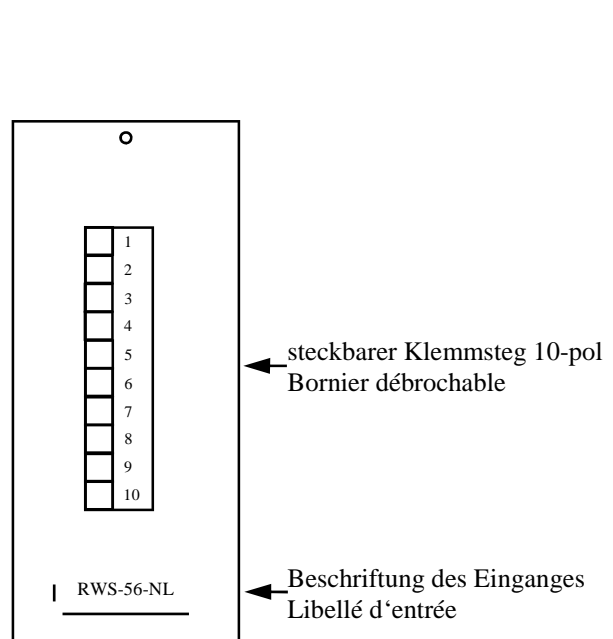 1
2
3
4
5
6
7
8
9
10
steckbarer Klemmsteg 10-pol
Bornier débrochable
RWS-56-NL
Beschriftung des Einganges
Libellé d‘entrée